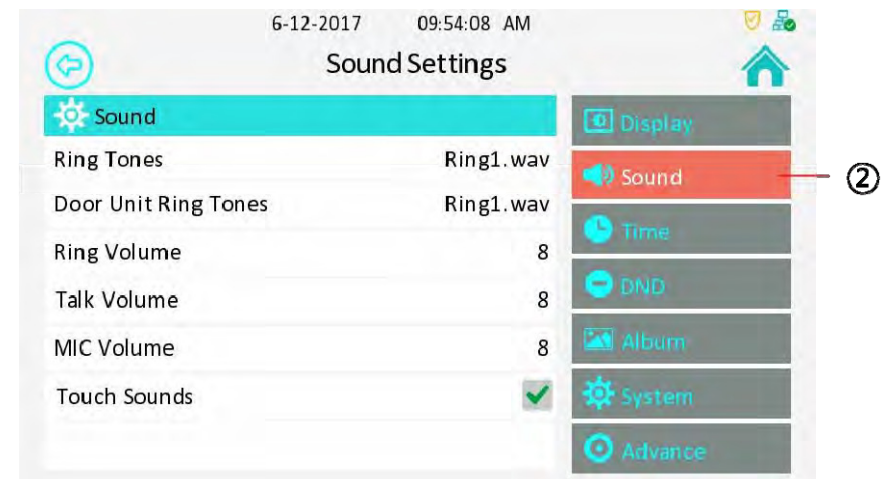 6-12-2017 09:54:08 AM
Sound Settings
Sound
Ring Tones Ring1.wav
Door Unit Ring Tones Ring1.wav
Ring Volume 8
Talk Volume 8
MIC Volume 8
Touch Sounds
Display
Sound
Time
DND
Album
System
Advance
②